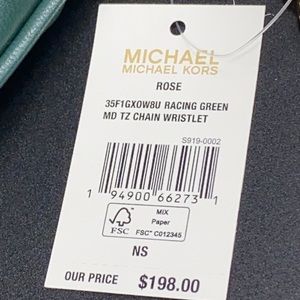 MICHAEL
MICHAEL KORS
ROSE
35F1GXOW8U RACING GREEN
MD TZ CHAIN WRISTLET
S919-0002
1 94900 66273 1
FSC
MIX
Paper
FSC™ C012345
NS
OUR PRICE $198.00